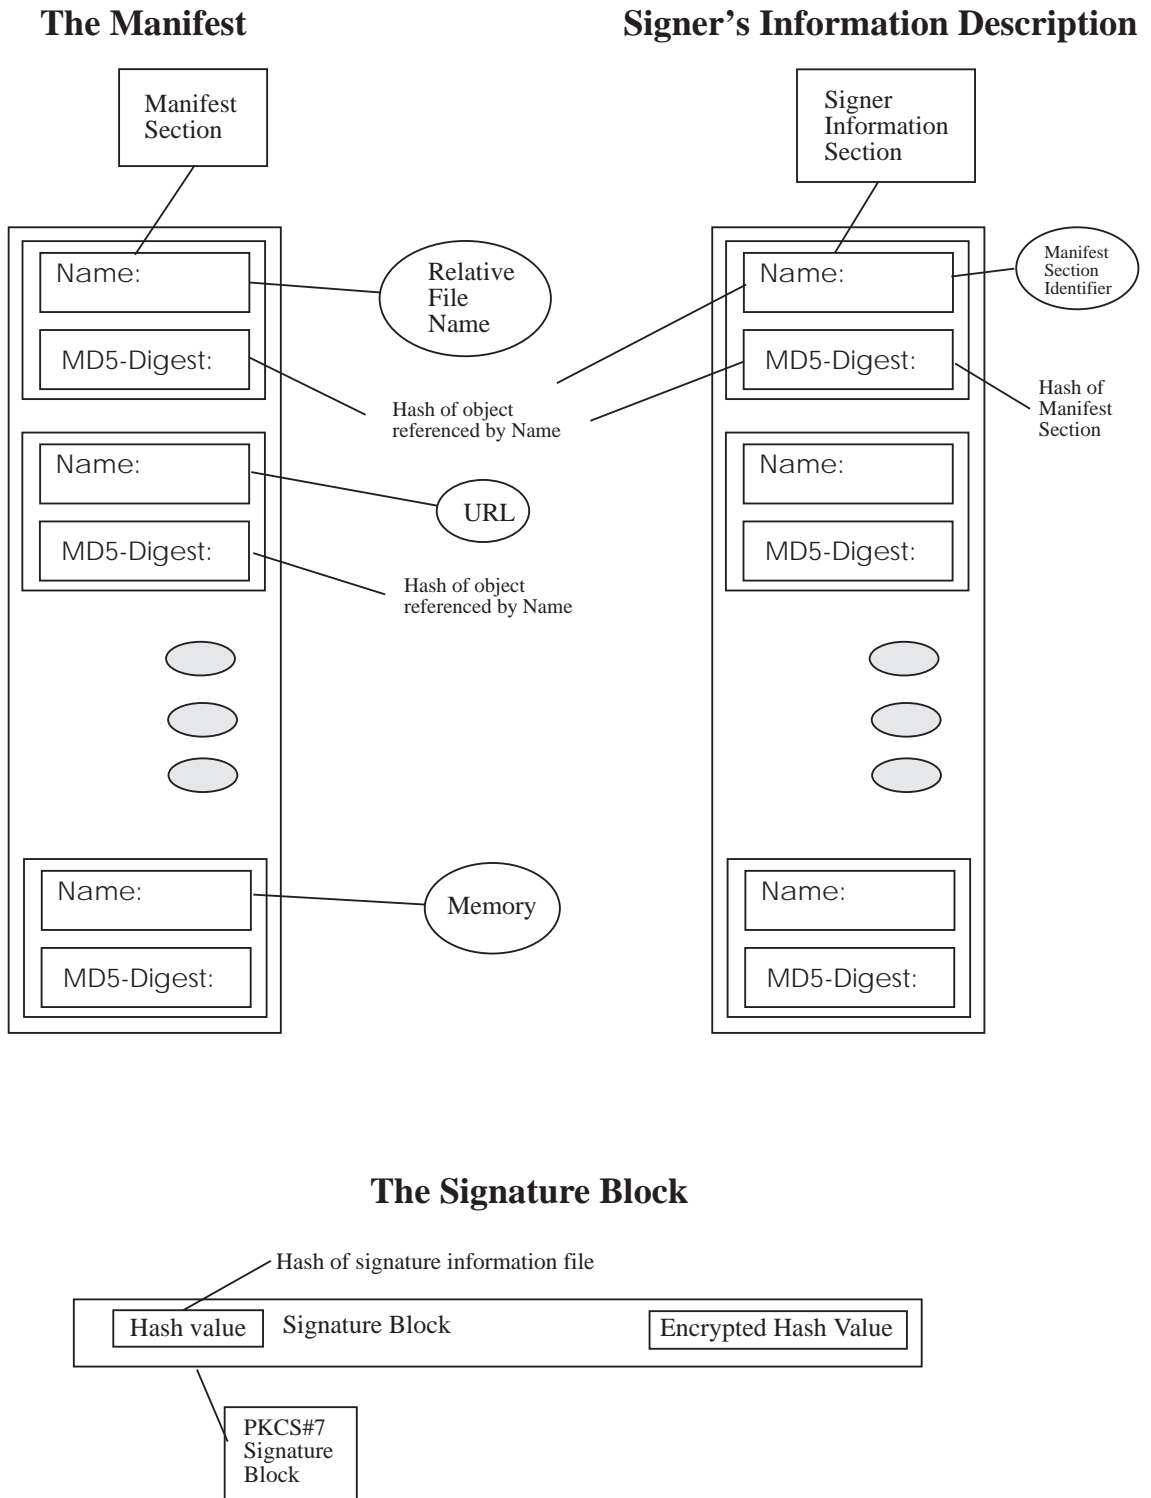 The Manifest
Signer's Information Description
Manifest
Section
Signer
Information
Section
Name:
Relative
File
Name
MD5-Digest:
Hash of object
referenced by Name
Name:
Manifest
Section
Identifier
MD5-Digest:
Hash of
Manifest
Section
Name:
URL
MD5-Digest:
Hash of object
referenced by Name
Name:
MD5-Digest:
Name:
Memory
MD5-Digest:
Name:
MD5-Digest:
The Signature Block
Hash of signature information file
Hash value
Signature Block
Encrypted Hash Value
PKCS#7
Signature
Block